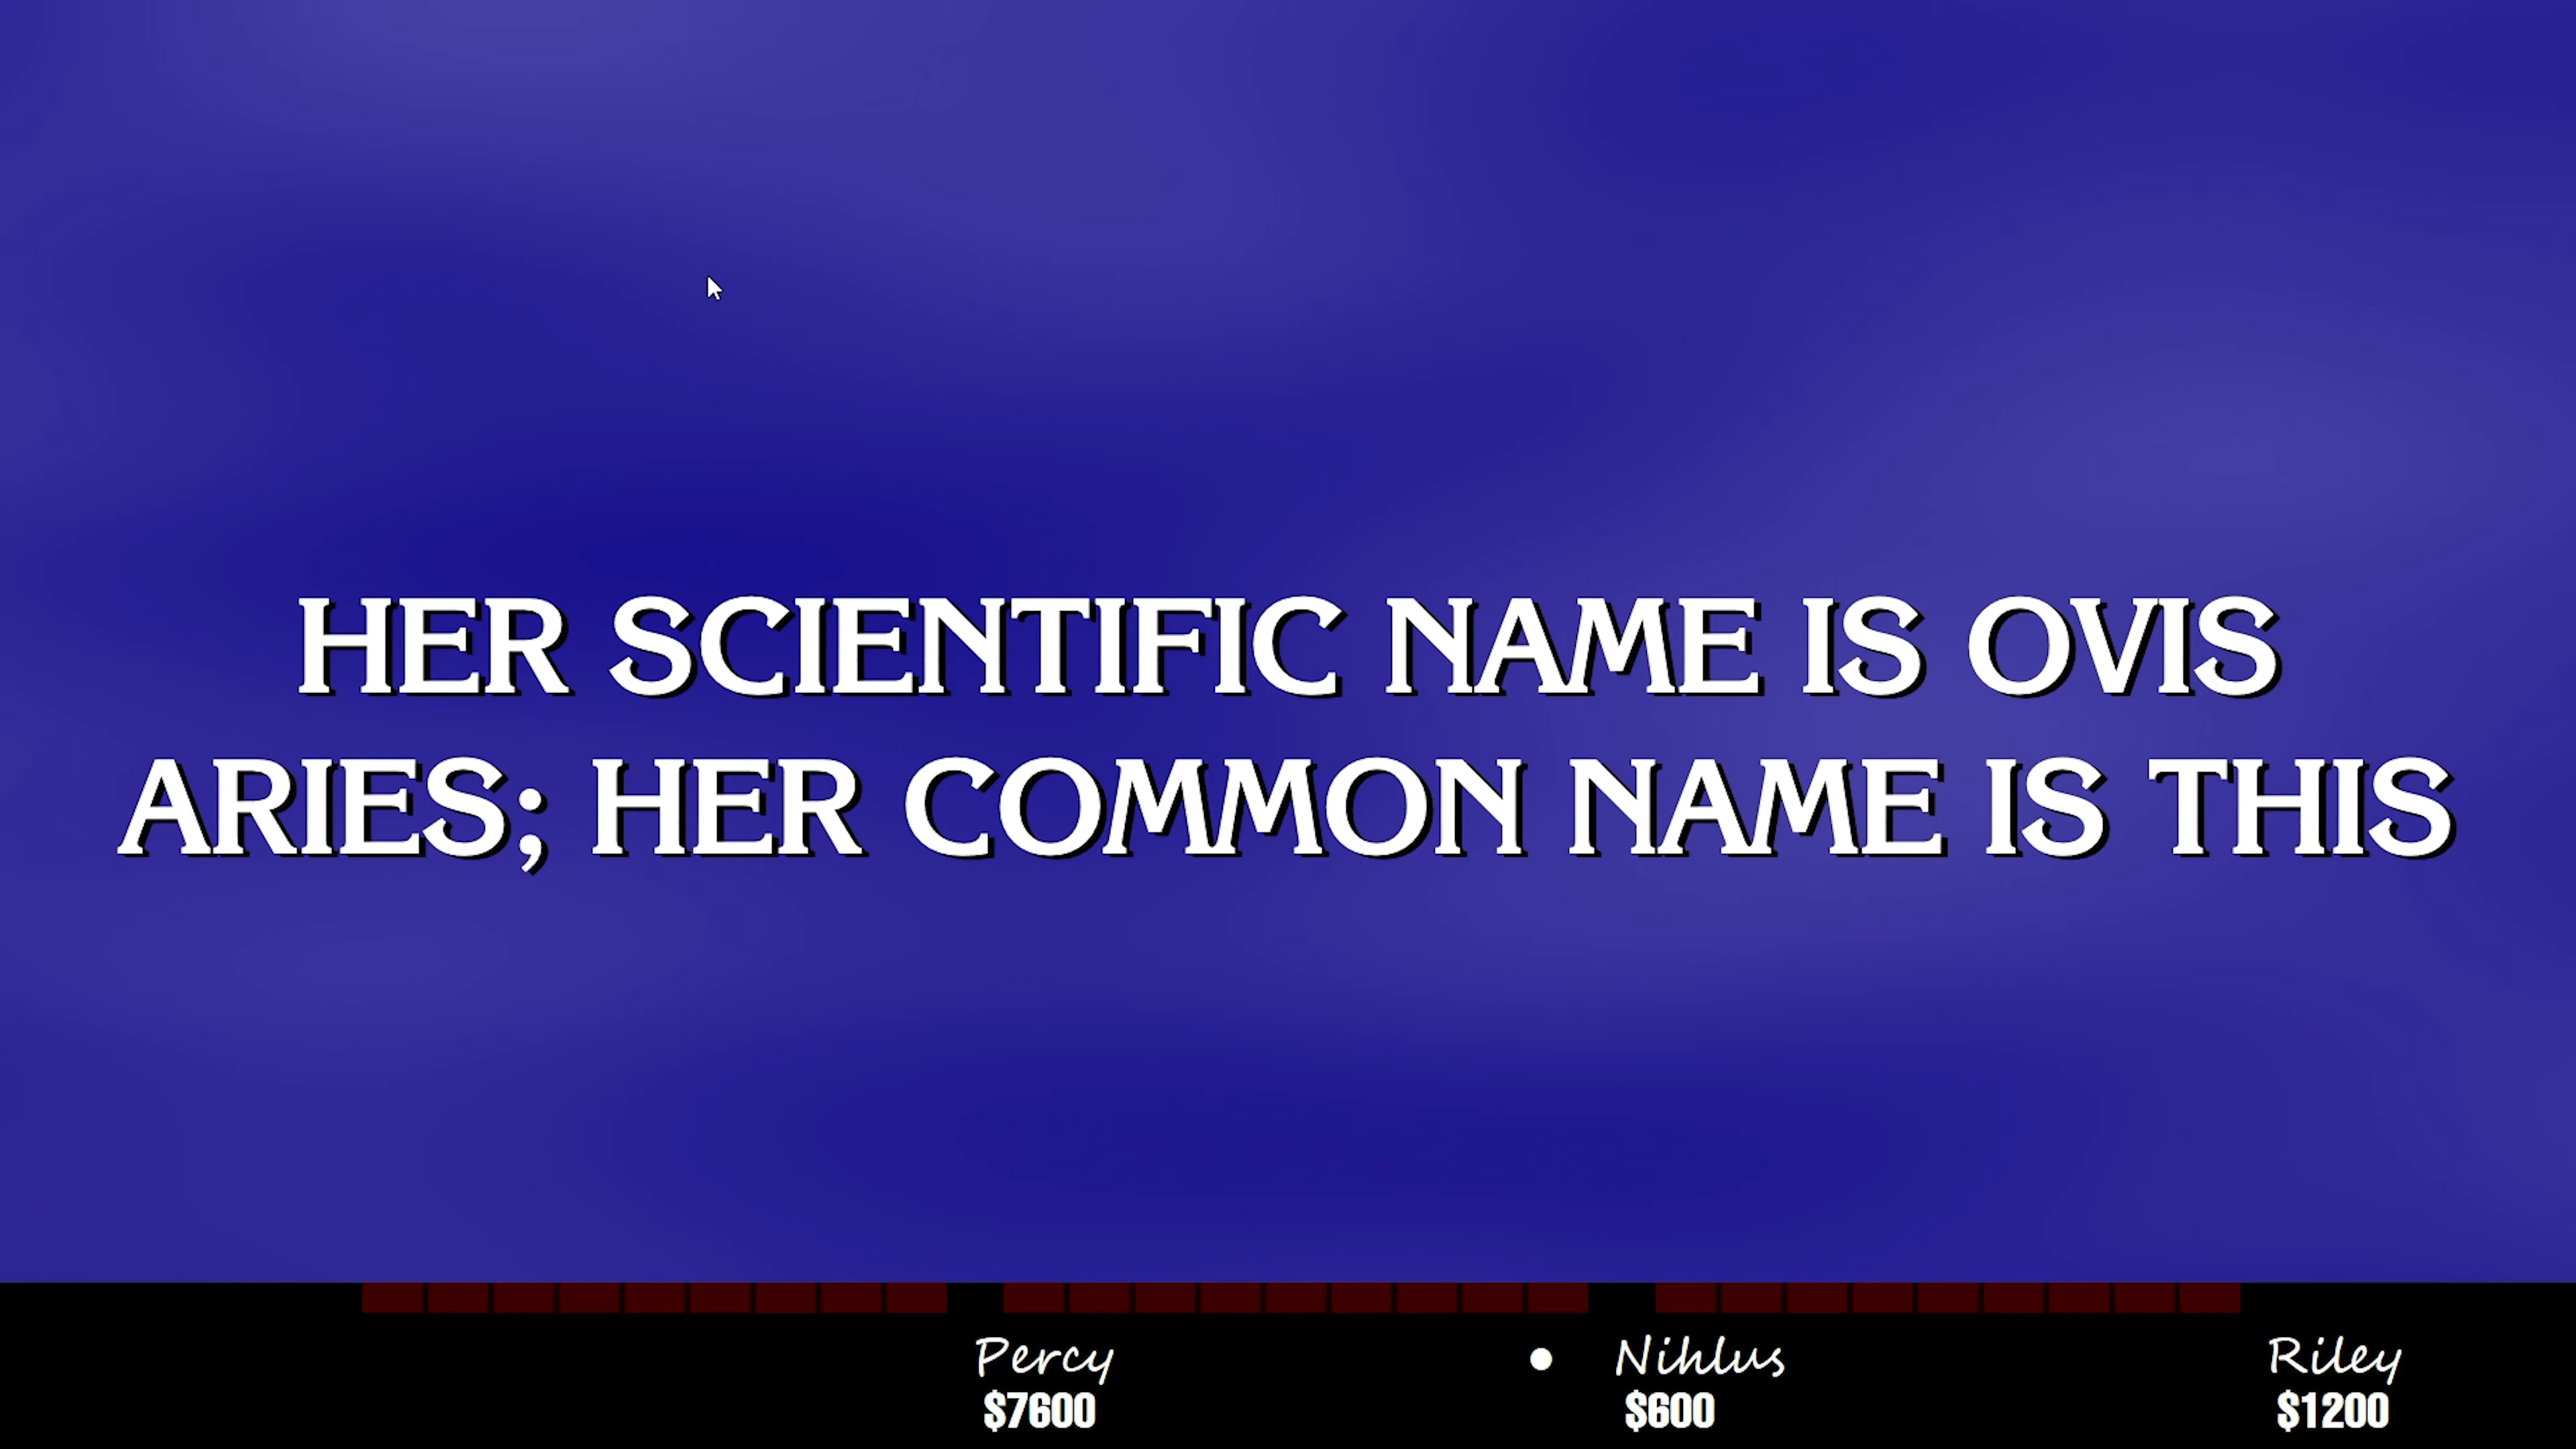 HER SCIENTIFIC NAME IS OVIS
ARIES; HER COMMON NAME IS THIS
Percy
$7600
Nihlus
$600
Riley
$1200